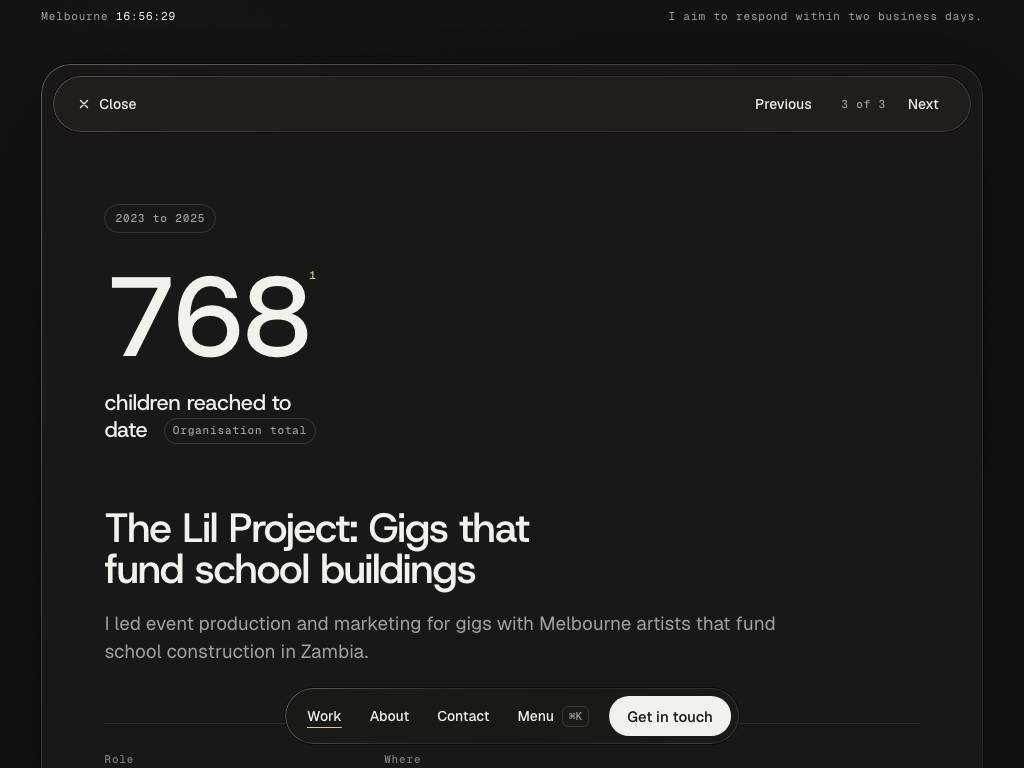 Melbourne 16:56:29
I aim to respond within two business days.
× Close
Previous
3 of 3
Next
2023 to 2025
768 1
children reached to
date
Organisation total
The Lil Project: Gigs that
fund school buildings
I led event production and marketing for gigs with Melbourne artists that fund
school construction in Zambia.
Work
About
Contact
Menu
⌘K
Get in touch
Role
Where